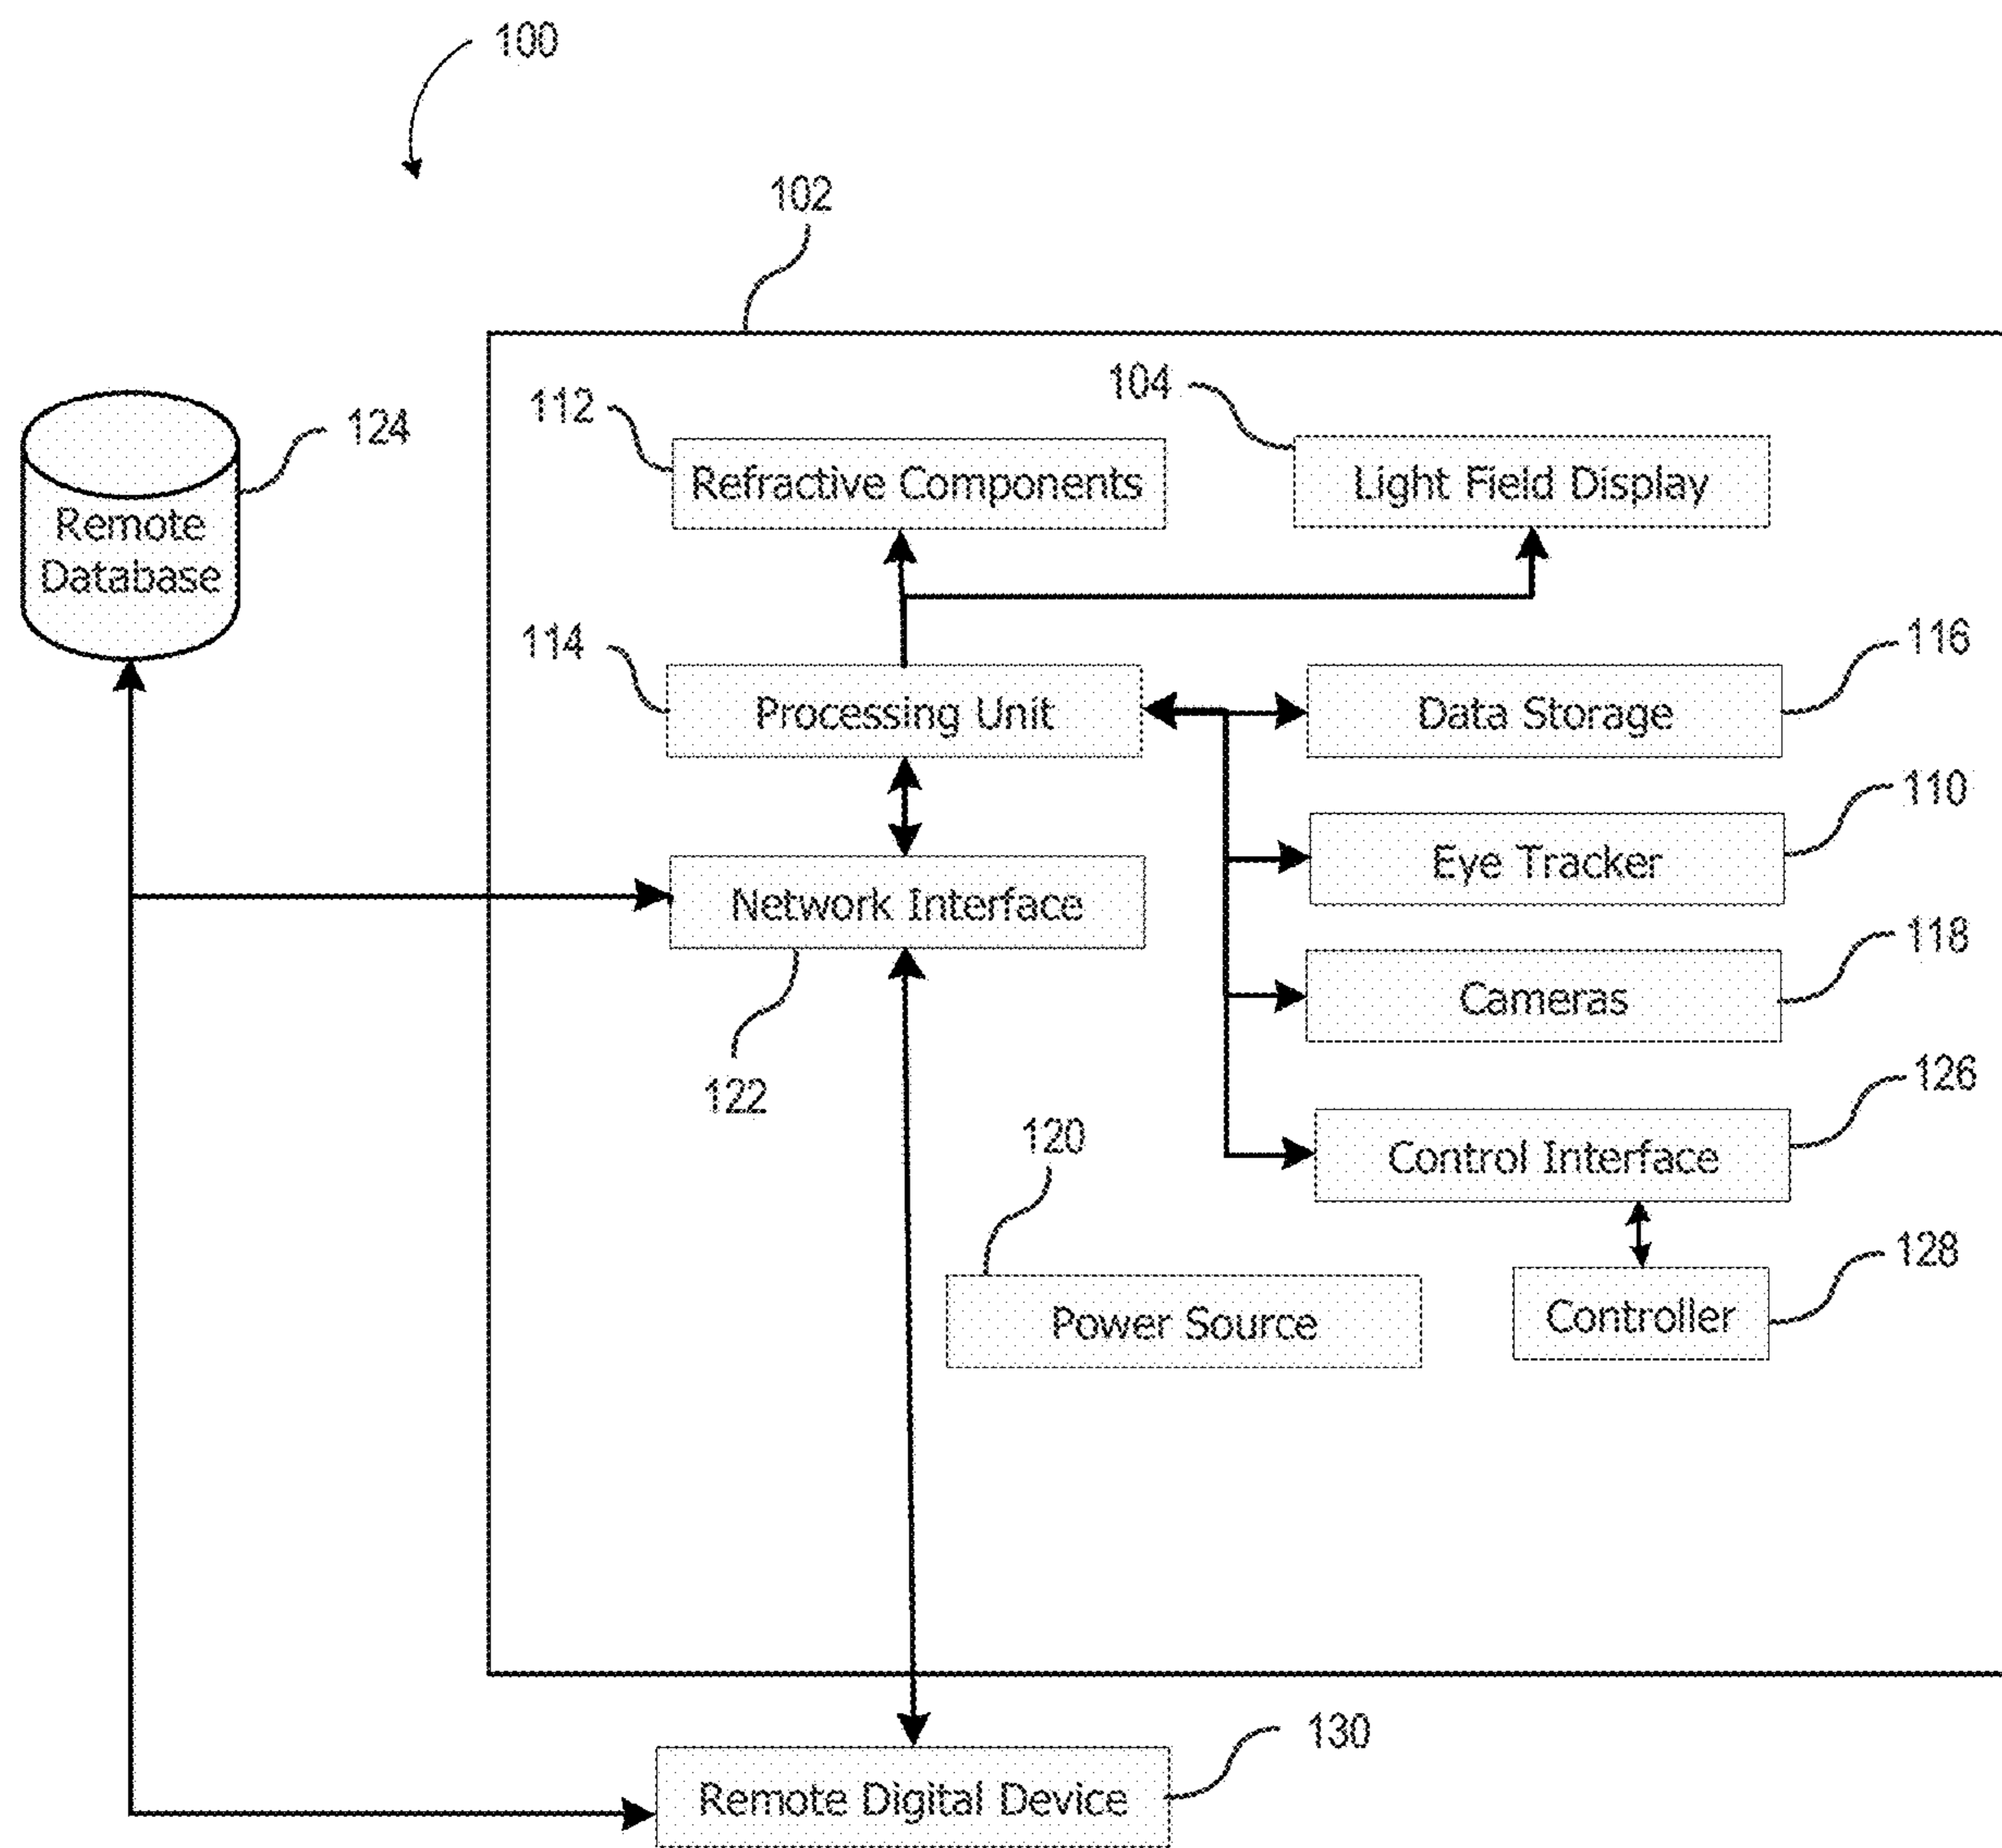 100
102
104
112
124
Refractive Components
Light Field Display
Remote
Database
114
116
Processing Unit
Data Storage
110
Eye Tracker
Network Interface
118
Cameras
122
126
120
Control Interface
128
Power Source
Controller
130
Remote Digital Device